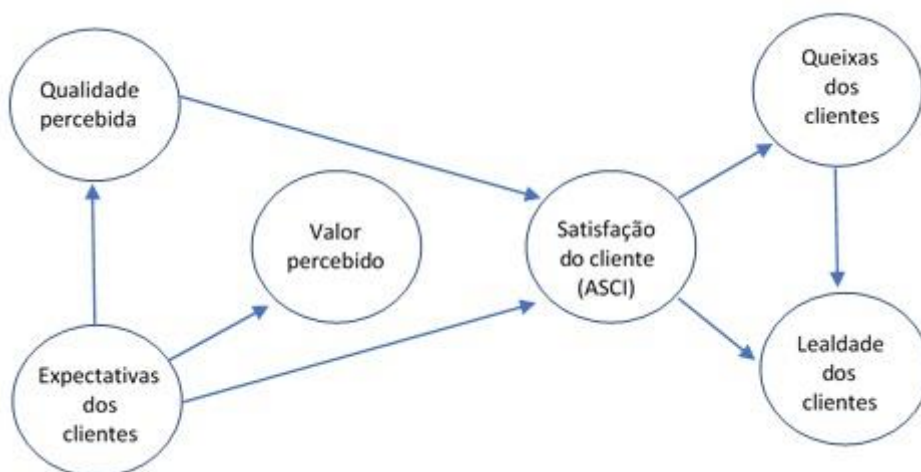 Qualidade
percebida
Queixas
dos
clientes
Valor
percebido
Satisfação
do cliente
(ASCI)
Expectativas
dos
clientes
Lealdade
dos
clientes